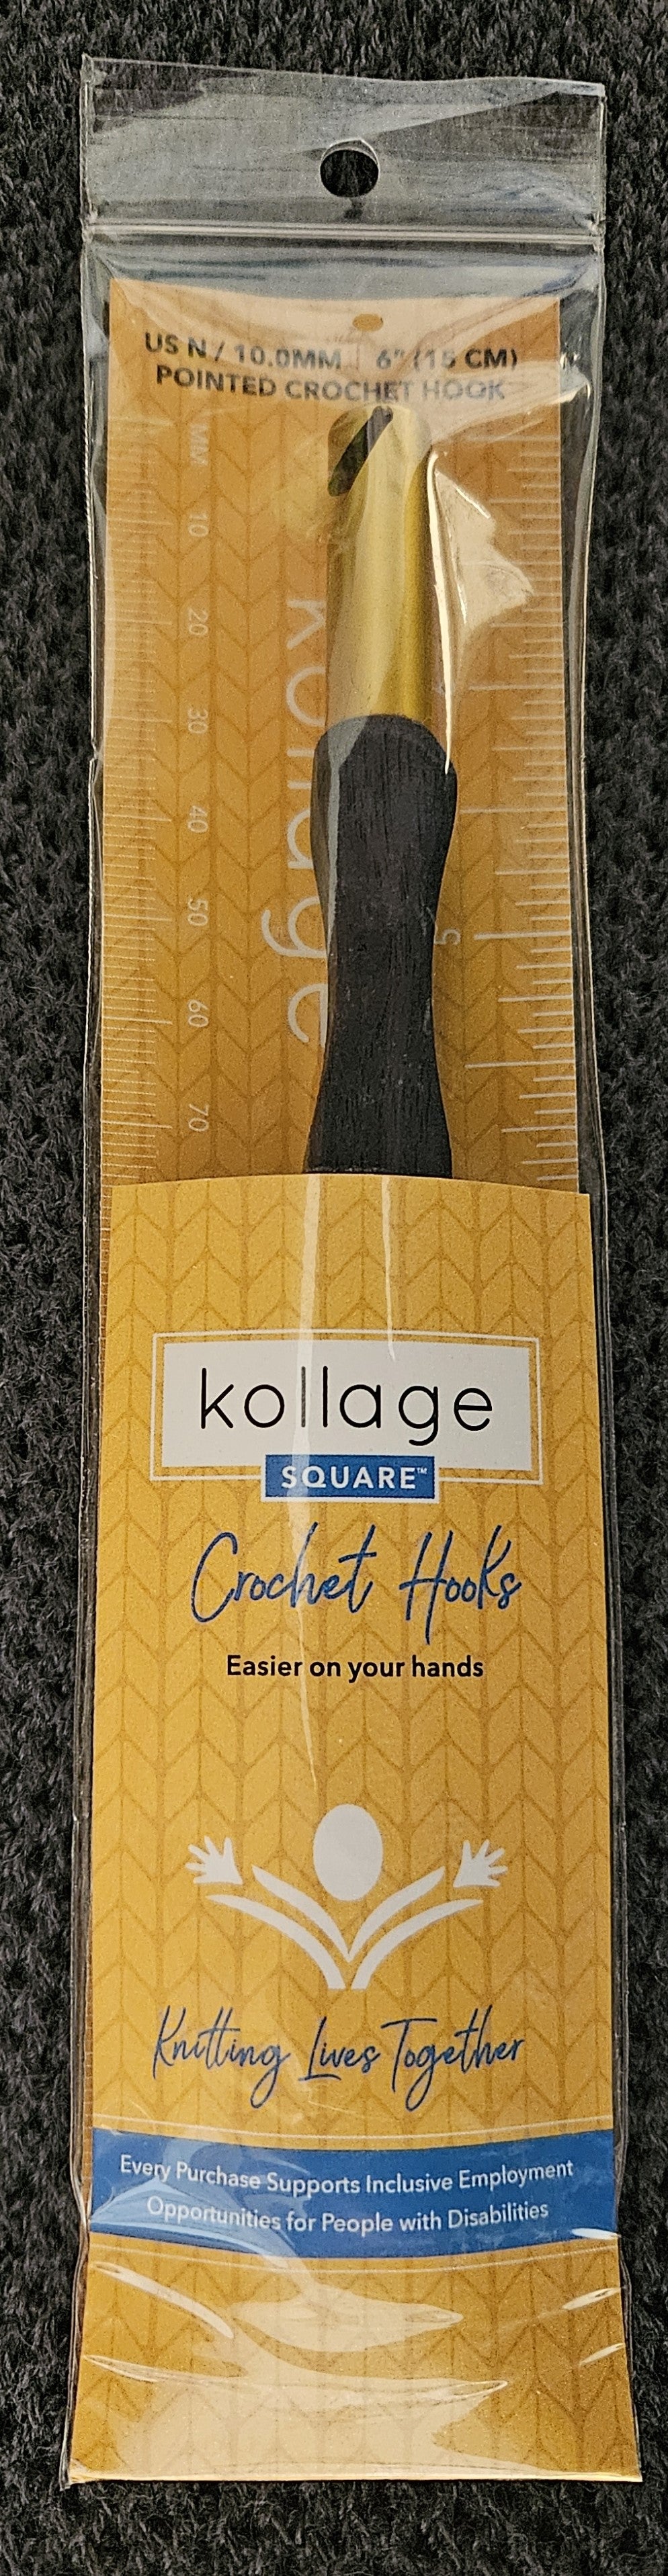 US N / 10.0MM | 6" (15 CM)
POINTED CROCHET HOOK
MM
10
20
30
40
50
60
70
kollage
5
kollage
SQUARE™
Crochet Hooks
Easier on your hands
Knitting Lives Together
Every Purchase Supports Inclusive Employment
Opportunities for People with Disabilities